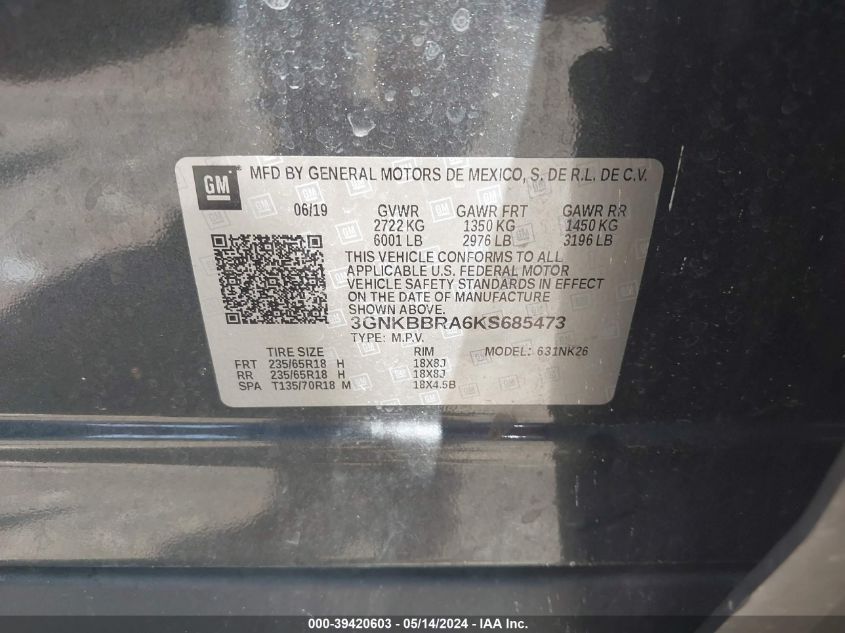 GM
MFD BY GENERAL MOTORS DE MEXICO, S. DE R.L. DE C.V.
06/19 GVWR GAWR FRT GAWR RR
2722 KG 1350 KG 1450 KG
6001 LB 2976 LB 3196 LB
THIS VEHICLE CONFORMS TO ALL
APPLICABLE U.S. FEDERAL MOTOR
VEHICLE SAFETY STANDARDS IN EFFECT
ON THE DATE OF MANUFACTURE
SHOWN ABOVE.
3GNKBBRA6KS685473
TYPE: M.P.V.
TIRE SIZE RIM MODEL: 631NK26
FRT 235/65R18 H 18X8J
RR 235/65R18 H 18X8J
SPA T135/70R18 M 18X4.5B
000-39420603 - 05/14/2024 - IAA Inc.